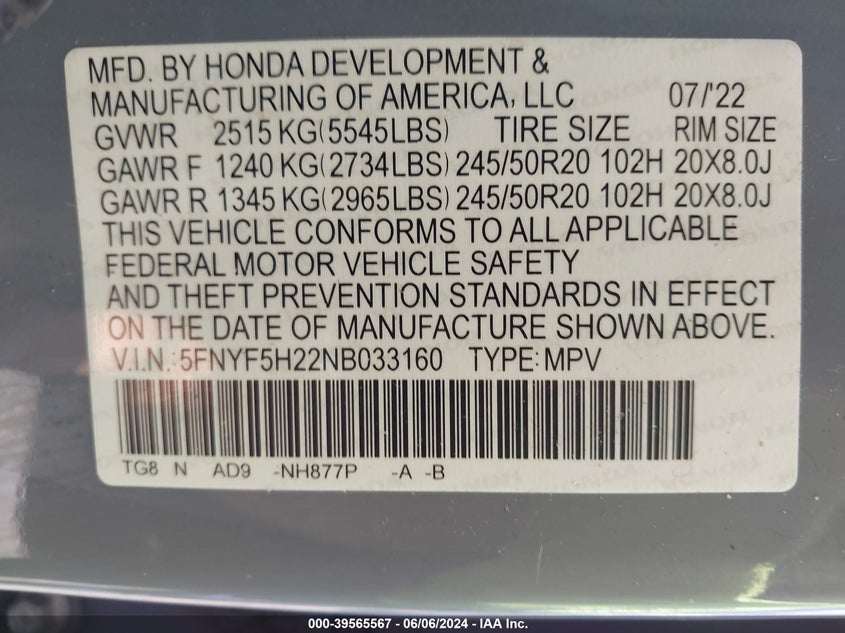 MFD. BY HONDA DEVELOPMENT &
MANUFACTURING OF AMERICA, LLC 07/'22
GVWR 2515 KG(5545LBS) TIRE SIZE RIM SIZE
GAWR F 1240 KG(2734LBS) 245/50R20 102H 20X8.0J
GAWR R 1345 KG(2965LBS) 245/50R20 102H 20X8.0J
THIS VEHICLE CONFORMS TO ALL APPLICABLE
FEDERAL MOTOR VEHICLE SAFETY
AND THEFT PREVENTION STANDARDS IN EFFECT
ON THE DATE OF MANUFACTURE SHOWN ABOVE.
V.I.N.: 5FNYF5H22NB033160 TYPE: MPV
TG8 N AD9 -NH877P -A -B
000-39565567 - 06/06/2024 - IAA Inc.